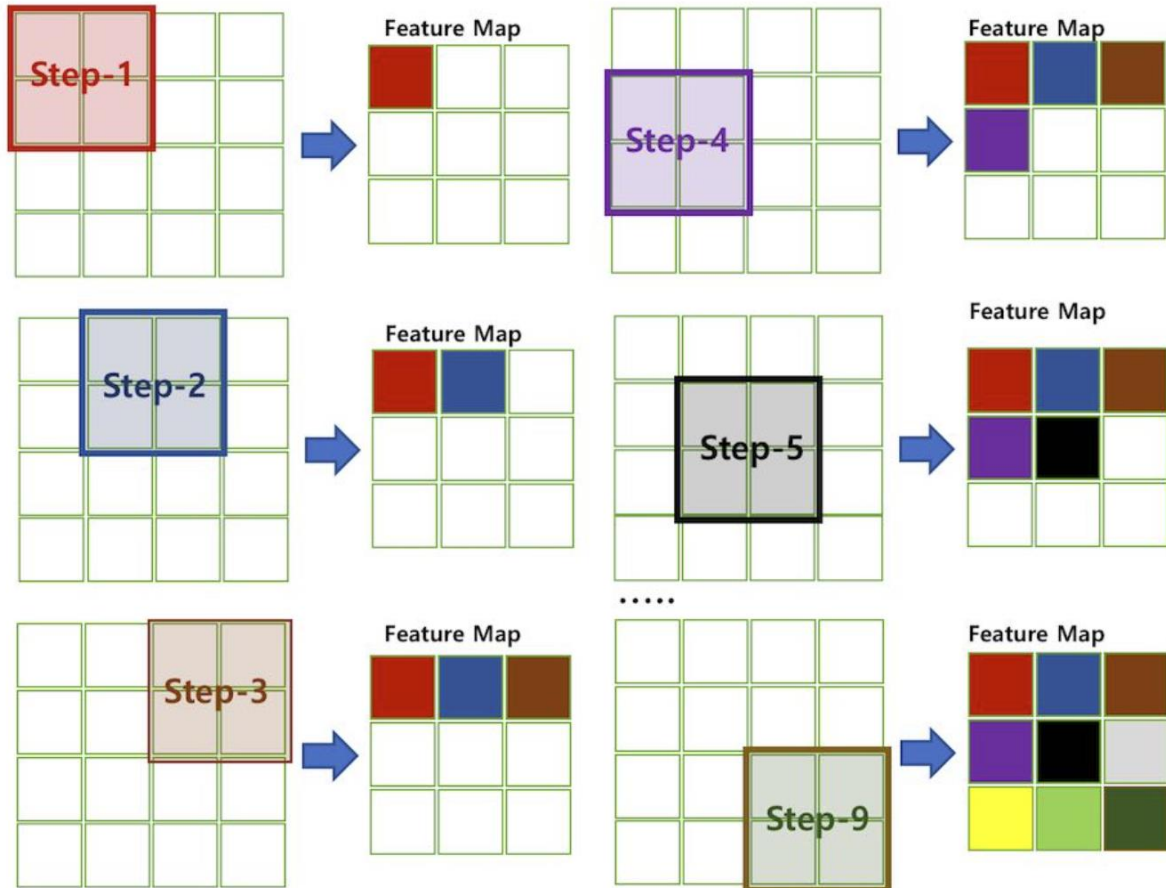 Feature Map
Step-1
Feature Map
Step-2
Feature Map
Step-3
Feature Map
Step-4
Feature Map
Step-5
.....
Feature Map
Step-9